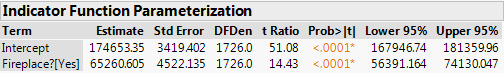 Indicator Function Parameterization
Term Estimate Std Error DFDen t Ratio Prob>|t| Lower 95% Upper 95%
Intercept 174653.35 3419.402 1726.0 51.08 <.0001* 167946.74 181359.96
Fireplace?[Yes] 65260.605 4522.135 1726.0 14.43 <.0001* 56391.164 74130.047